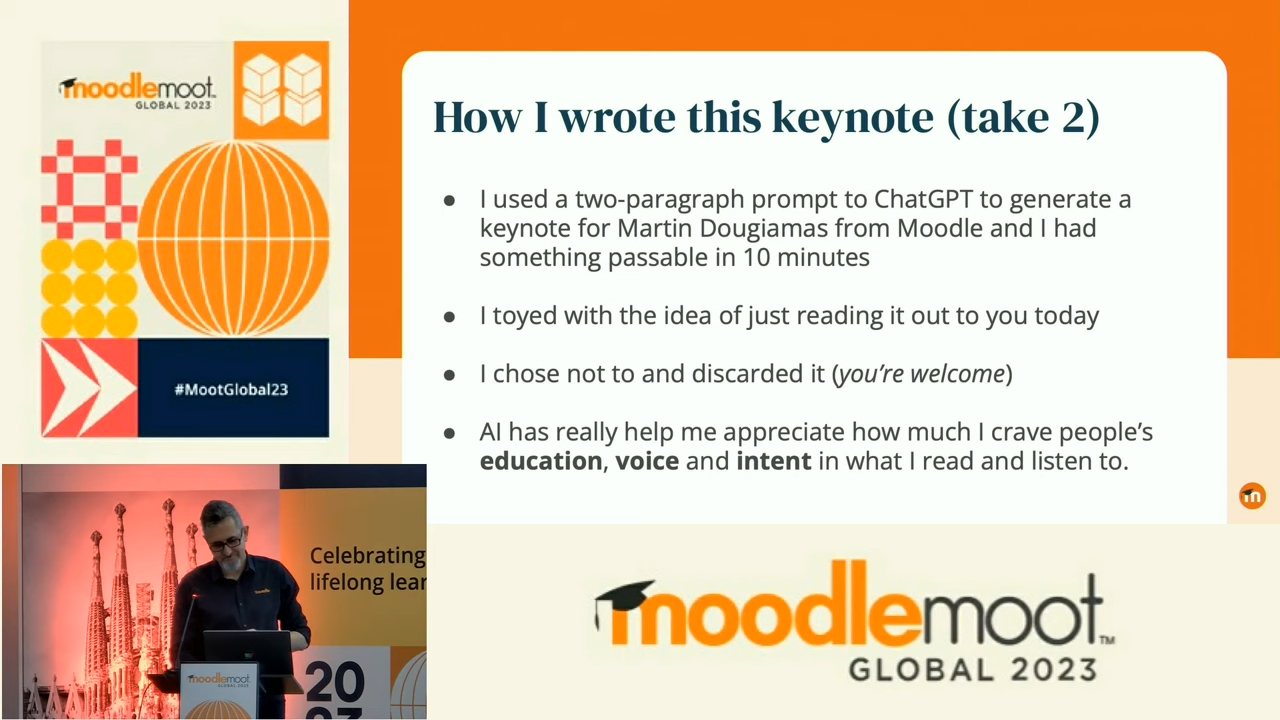 moodlemoot
GLOBAL 2023
#MootGlobal23
How I wrote this keynote (take 2)
● I used a two-paragraph prompt to ChatGPT to generate a
keynote for Martin Dougiamas from Moodle and I had
something passable in 10 minutes
● I toyed with the idea of just reading it out to you today
● I chose not to and discarded it (you’re welcome)
● AI has really help me appreciate how much I crave people’s
education, voice and intent in what I read and listen to.
m
Celebrating
lifelong lear
moodlemoot
GLOBAL 2023
20
23
moodlemoot™
GLOBAL 2023